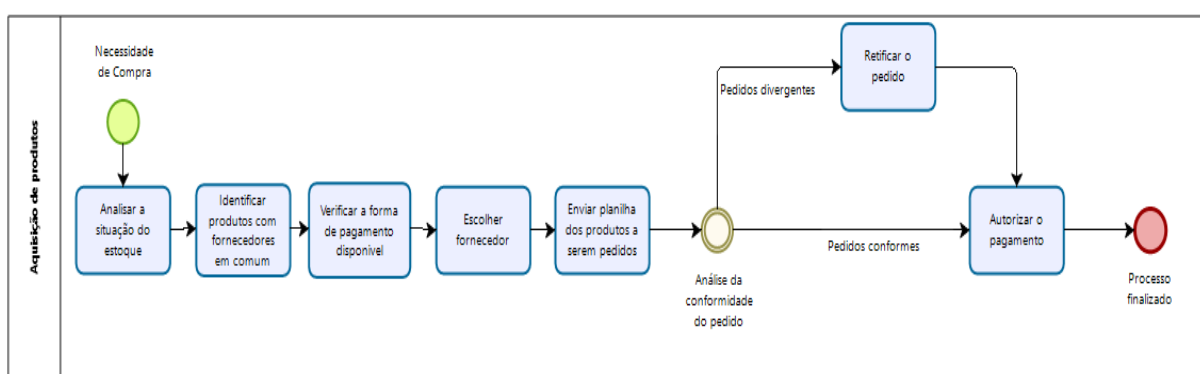 Aquisição de produtos
Necessidade
de Compra
Analisar a
situação do
estoque
Identificar
produtos com
fornecedores
em comum
Verificar a forma
de pagamento
disponivel
Escolher
fornecedor
Enviar planilha
dos produtos a
serem pedidos
Análise da
conformidade
do pedido
Pedidos divergentes
Retificar o
pedido
Pedidos conformes
Autorizar o
pagamento
Processo
finalizado